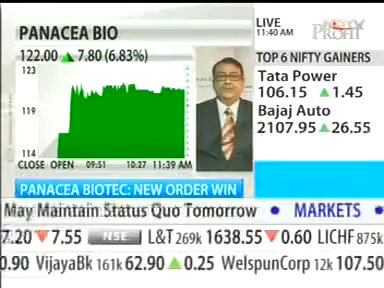 PANACEA BIO
122.00 ▲ 7.80 (6.83%)
123
119
114
CLOSE OPEN 09:51 10:27 11:39 AM
PANACEA BIOTEC: NEW ORDER WIN
LIVE
11:40 AM
NDTV
PROFIT
TOP 6 NIFTY GAINERS
Tata Power
106.15 ▲ 1.45
Bajaj Auto
2107.95 ▲ 26.55
May Maintain Status Quo Tomorrow • MARKETS •
7.20 ▼ 7.55 NSE L&T 269k 1638.55 ▼ 0.60 LICHF 875k
0.90 VijayaBk 161k 62.90 ▲ 0.25 WelspunCorp 12k 107.50